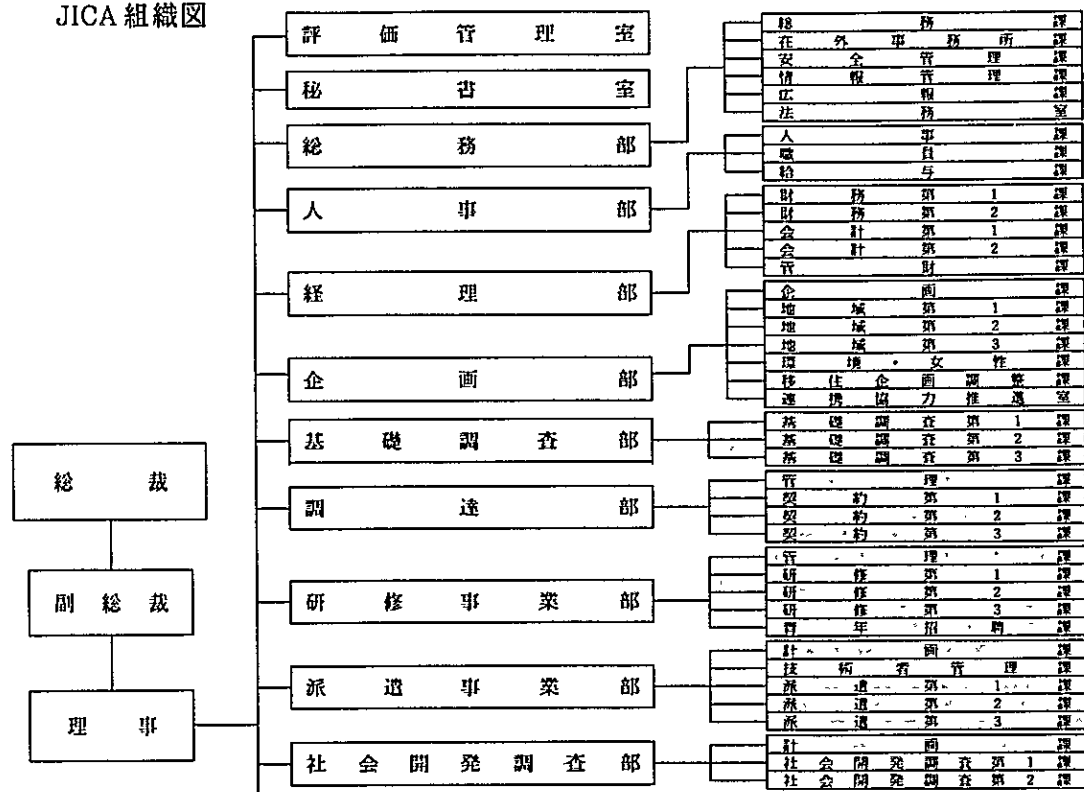 JICA組織図
総裁
副総裁
理事
評価管理室
秘書室
総務部
総務課
在外事務所課
安全管理課
情報管理課
広報課
法務室
人事部
人事課
職員課
給与課
経理部
財務第1課
財務第2課
会計第1課
会計第2課
管財課
企画部
企画課
地域第1課
地域第2課
地域第3課
環境・女性課
移住企画調整課
連携協力推進室
基礎調査部
基礎調査第1課
基礎調査第2課
基礎調査第3課
調達部
管理課
契約第1課
契約第2課
契約第3課
研修事業部
管理課
研修第1課
研修第2課
研修第3課
青年招聘課
派遣事業部
計画課
技術者管理課
派遣第1課
派遣第2課
派遣第3課
社会開発調査部
計画課
社会開発調査第1課
社会開発調査第2課